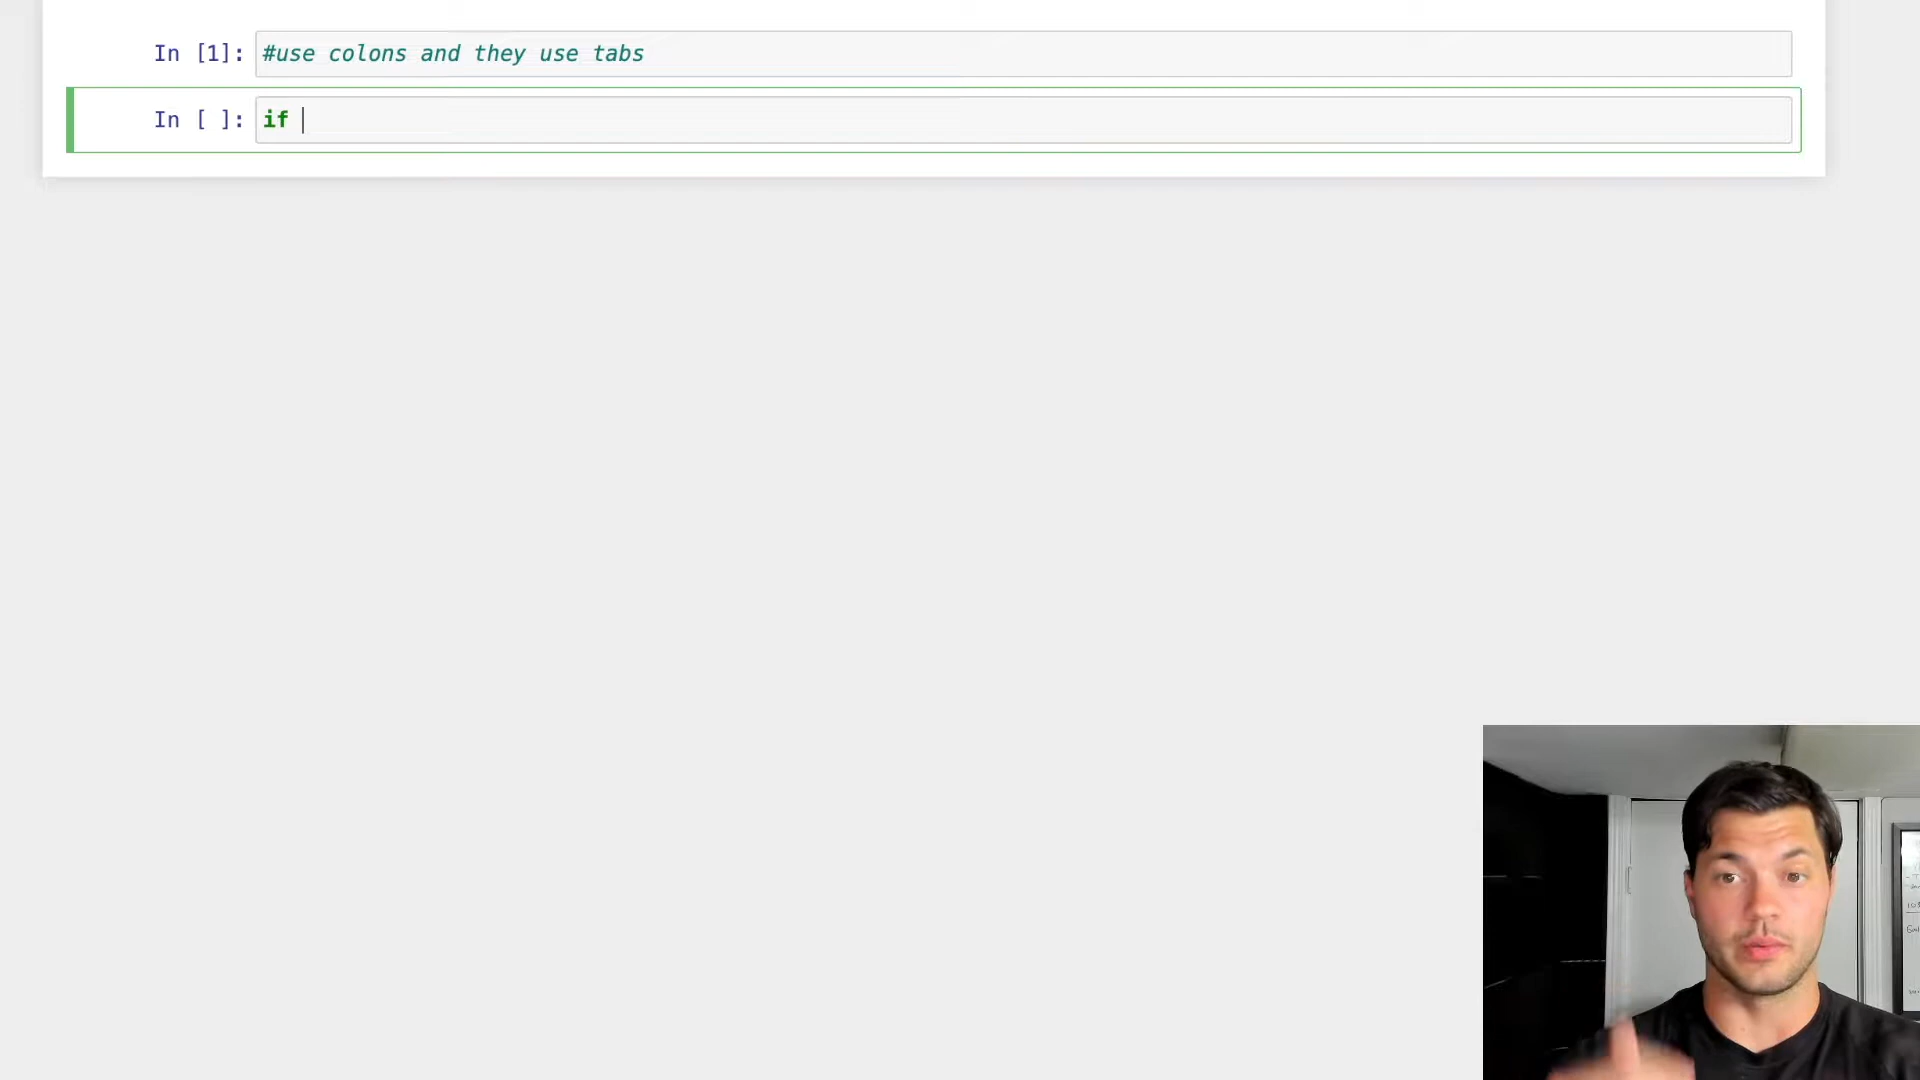 In [1]: #use colons and they use tabs
In [ ]: if